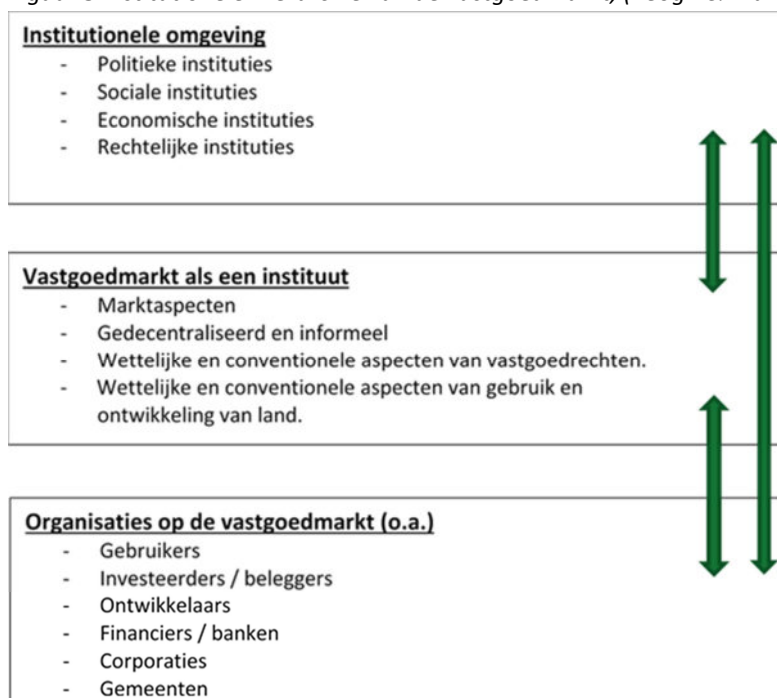 Institutionele omgeving
- Politieke instituties
- Sociale instituties
- Economische instituties
- Rechtelijke instituties
Vastgoedmarkt als een instituut
- Marktaspecten
- Gedecentraliseerd en informeel
- Wettelijke en conventionele aspecten van vastgoedrechten.
- Wettelijke en conventionele aspecten van gebruik en
ontwikkeling van land.
Organisaties op de vastgoedmarkt (o.a.)
- Gebruikers
- Investeerders / beleggers
- Ontwikkelaars
- Financiers / banken
- Corporaties
- Gemeenten